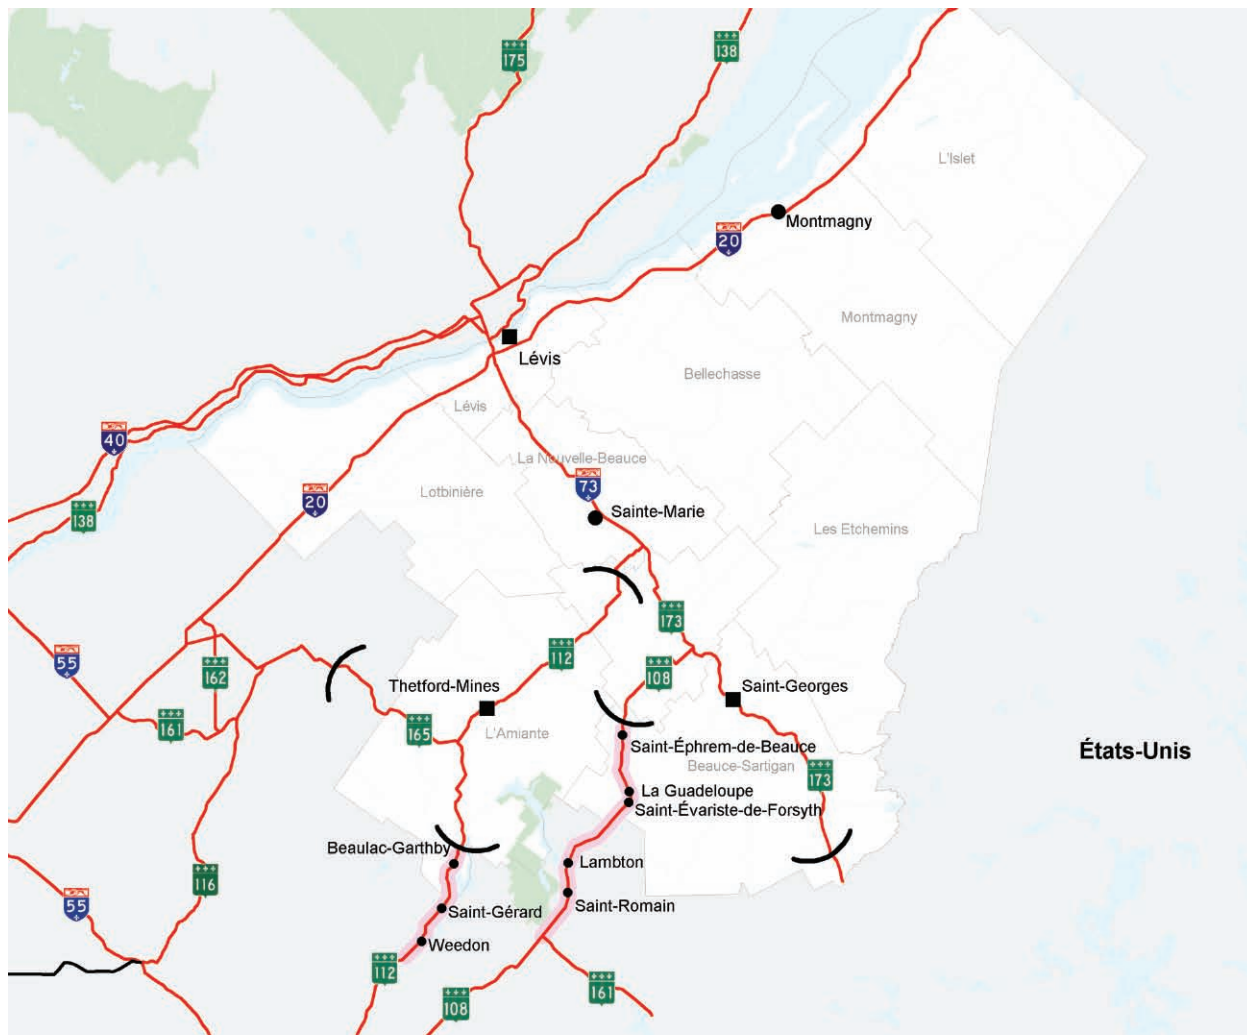 175
138
L'Islet
Montmagny
20
Montmagny
Lévis
Bellechasse
Lévis
40
La Nouvelle-Beauce
73
20
Lotbinière
Sainte-Marie
138
Les Etchemins
173
55
162
112
108
Thetford-Mines
Saint-Georges
161
165
L'Amiante
Saint-Éphrem-de-Beauce
États-Unis
Beauce-Sartigan
173
La Guadeloupe
Saint-Évariste-de-Forsyth
Beaulac-Garthby
Lambton
116
55
Saint-Gérard
Saint-Romain
Weedon
112
108
161